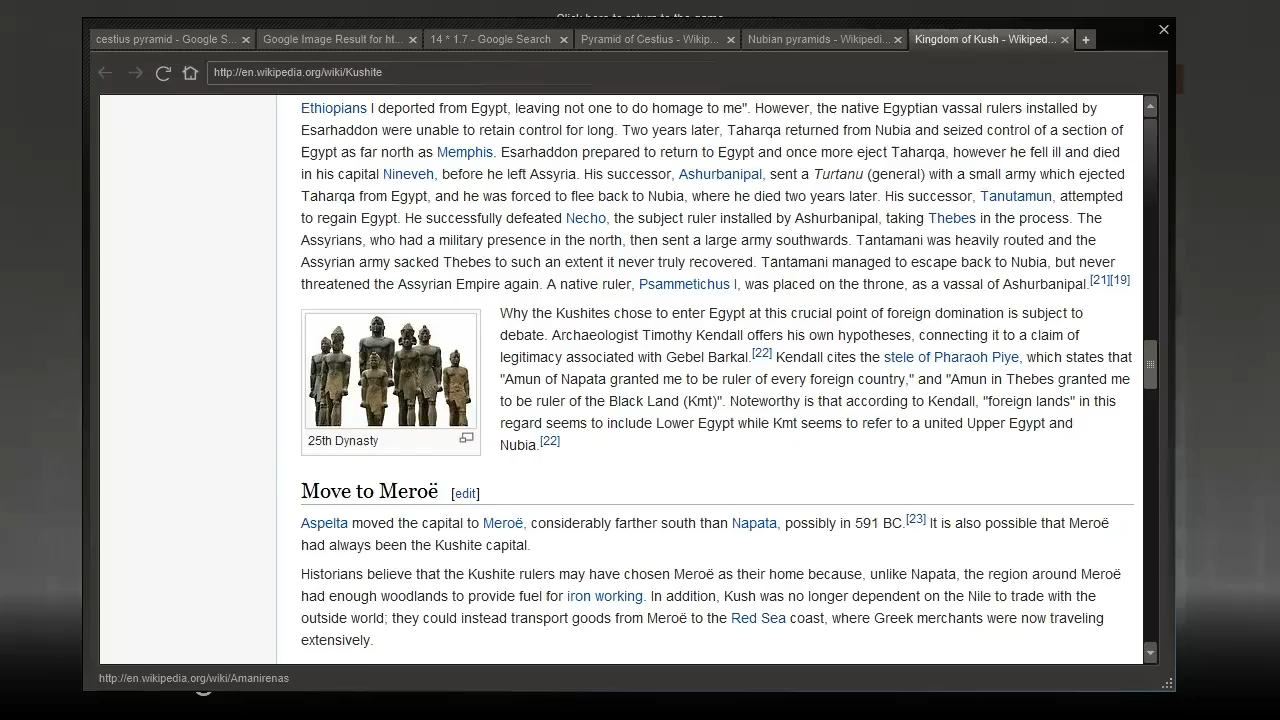 Click here to return to the game
cestius pyramid - Google S...
Google Image Result for ht...
14 * 1.7 - Google Search
Pyramid of Cestius - Wikip...
Nubian pyramids - Wikipedi...
Kingdom of Kush - Wikiped...
http://en.wikipedia.org/wiki/Kushite
Ethiopians I deported from Egypt, leaving not one to do homage to me". However, the native Egyptian vassal rulers installed by
Esarhaddon were unable to retain control for long. Two years later, Taharqa returned from Nubia and seized control of a section of
Egypt as far north as Memphis. Esarhaddon prepared to return to Egypt and once more eject Taharqa, however he fell ill and died
in his capital Nineveh, before he left Assyria. His successor, Ashurbanipal, sent a Turtanu (general) with a small army which ejected
Taharqa from Egypt, and he was forced to flee back to Nubia, where he died two years later. His successor, Tanutamun, attempted
to regain Egypt. He successfully defeated Necho, the subject ruler installed by Ashurbanipal, taking Thebes in the process. The
Assyrians, who had a military presence in the north, then sent a large army southwards. Tantamani was heavily routed and the
Assyrian army sacked Thebes to such an extent it never truly recovered. Tantamani managed to escape back to Nubia, but never
threatened the Assyrian Empire again. A native ruler, Psammetichus I, was placed on the throne, as a vassal of Ashurbanipal.[21][19]
Why the Kushites chose to enter Egypt at this crucial point of foreign domination is subject to
debate. Archaeologist Timothy Kendall offers his own hypotheses, connecting it to a claim of
legitimacy associated with Gebel Barkal.[22] Kendall cites the stele of Pharaoh Piye, which states that
"Amun of Napata granted me to be ruler of every foreign country," and "Amun in Thebes granted me
to be ruler of the Black Land (Kmt)". Noteworthy is that according to Kendall, "foreign lands" in this
regard seems to include Lower Egypt while Kmt seems to refer to a united Upper Egypt and
Nubia.[22]
25th Dynasty
Move to Meroë [edit]
Aspelta moved the capital to Meroë, considerably farther south than Napata, possibly in 591 BC.[23] It is also possible that Meroë
had always been the Kushite capital.
Historians believe that the Kushite rulers may have chosen Meroë as their home because, unlike Napata, the region around Meroë
had enough woodlands to provide fuel for iron working. In addition, Kush was no longer dependent on the Nile to trade with the
outside world; they could instead transport goods from Meroë to the Red Sea coast, where Greek merchants were now traveling
extensively.
http://en.wikipedia.org/wiki/Amanirenas